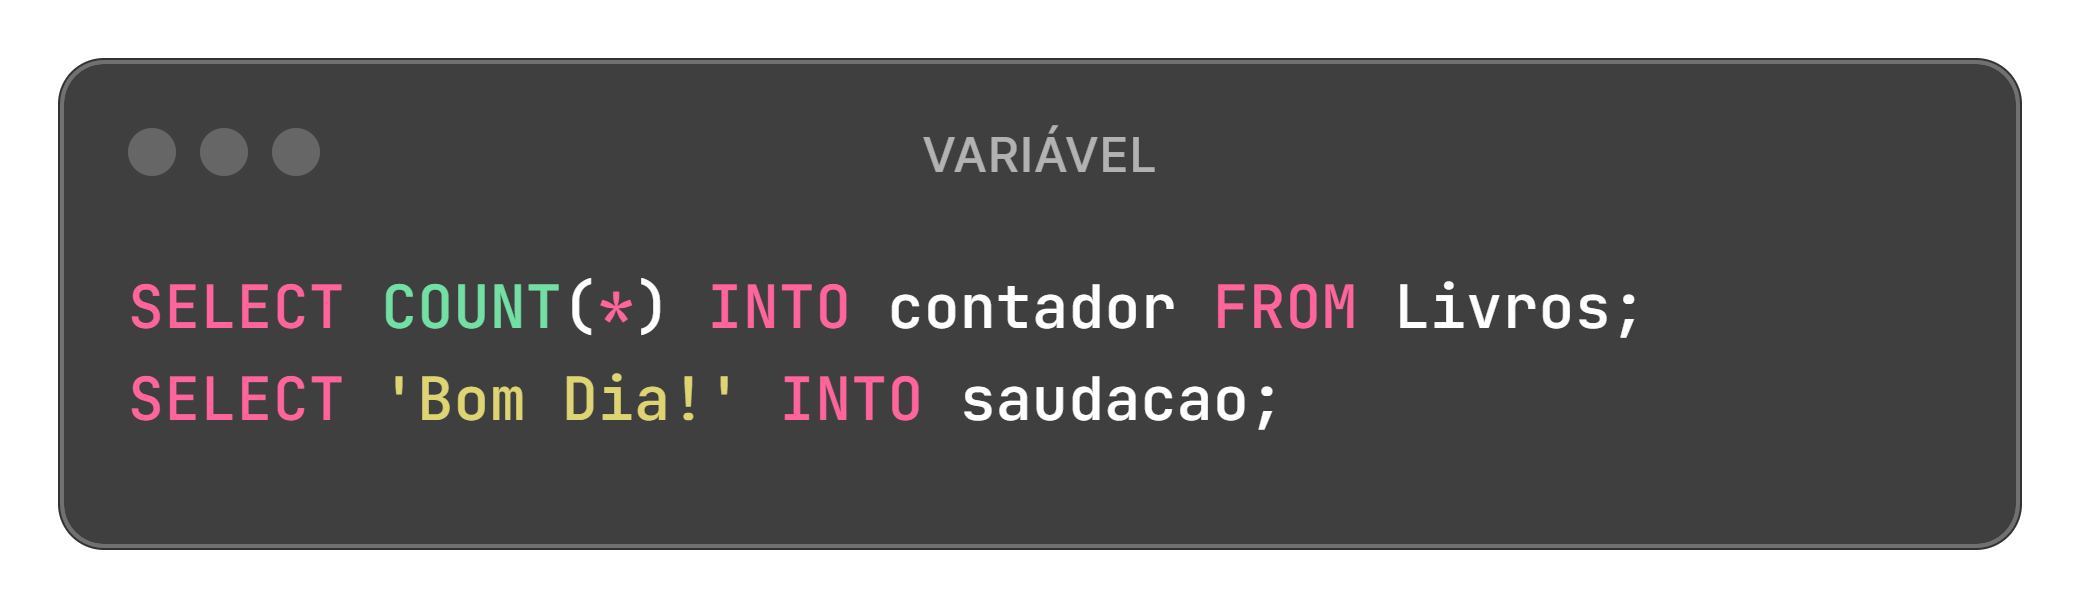 VARIÁVEL
SELECT COUNT(*) INTO contador FROM Livros;
SELECT 'Bom Dia!' INTO saudacao;